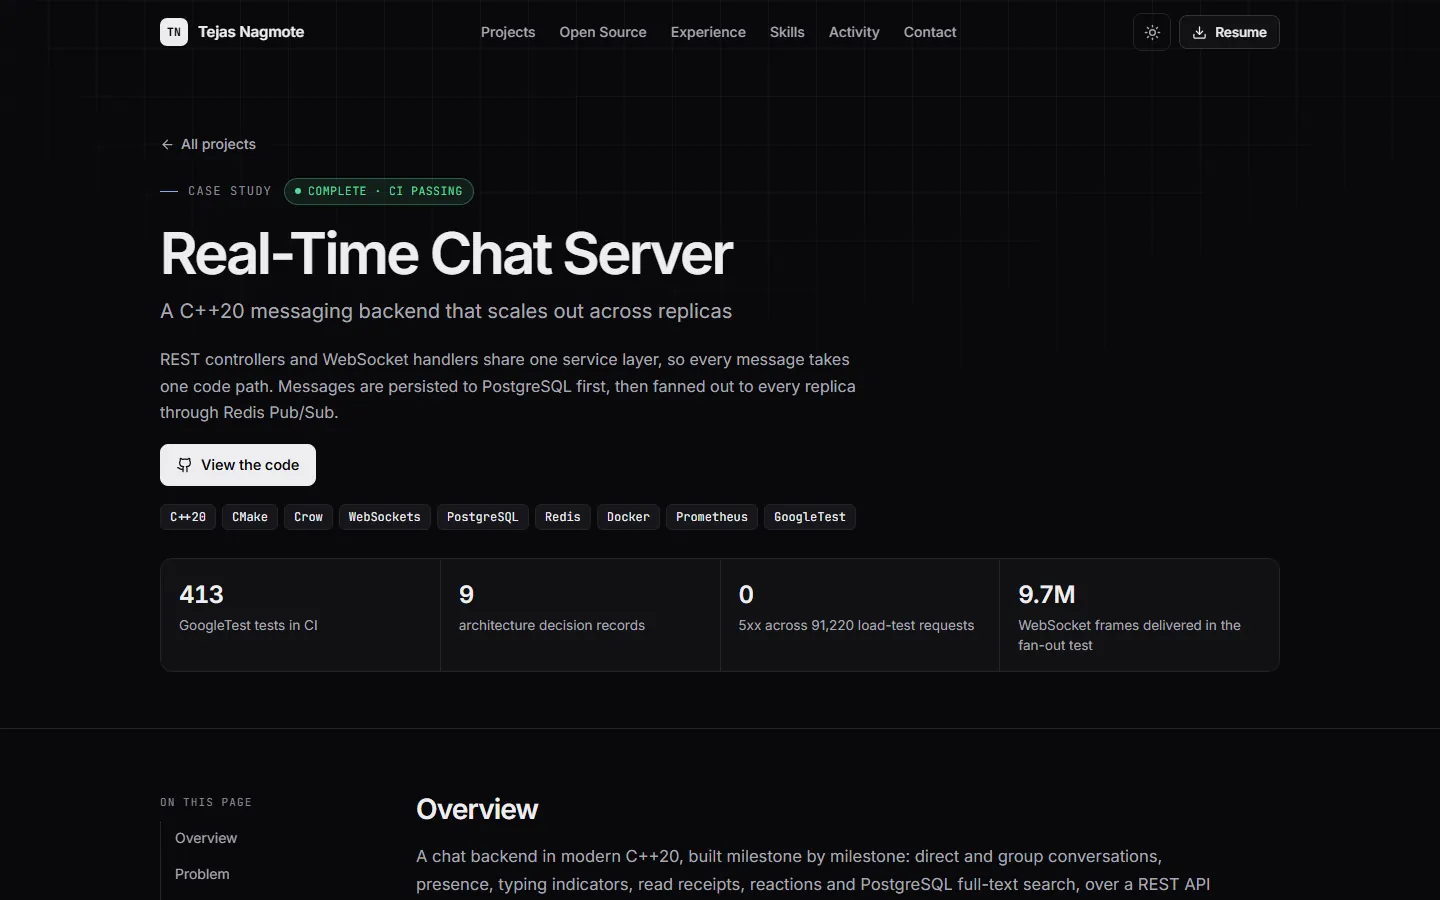 TN Tejas Nagmote Projects Open Source Experience Skills Activity Contact Resume
All projects
CASE STUDY COMPLETE · CI PASSING
Real-Time Chat Server
A C++20 messaging backend that scales out across replicas
REST controllers and WebSocket handlers share one service layer, so every message takes
one code path. Messages are persisted to PostgreSQL first, then fanned out to every replica
through Redis Pub/Sub.
View the code
C++20 CMake Crow WebSockets PostgreSQL Redis Docker Prometheus GoogleTest
413
GoogleTest tests in CI
9
architecture decision records
0
5xx across 91,220 load-test requests
9.7M
WebSocket frames delivered in the
fan-out test
ON THIS PAGE
Overview
Problem
Overview
A chat backend in modern C++20, built milestone by milestone: direct and group conversations,
presence, typing indicators, read receipts, reactions and PostgreSQL full-text search, over a REST API